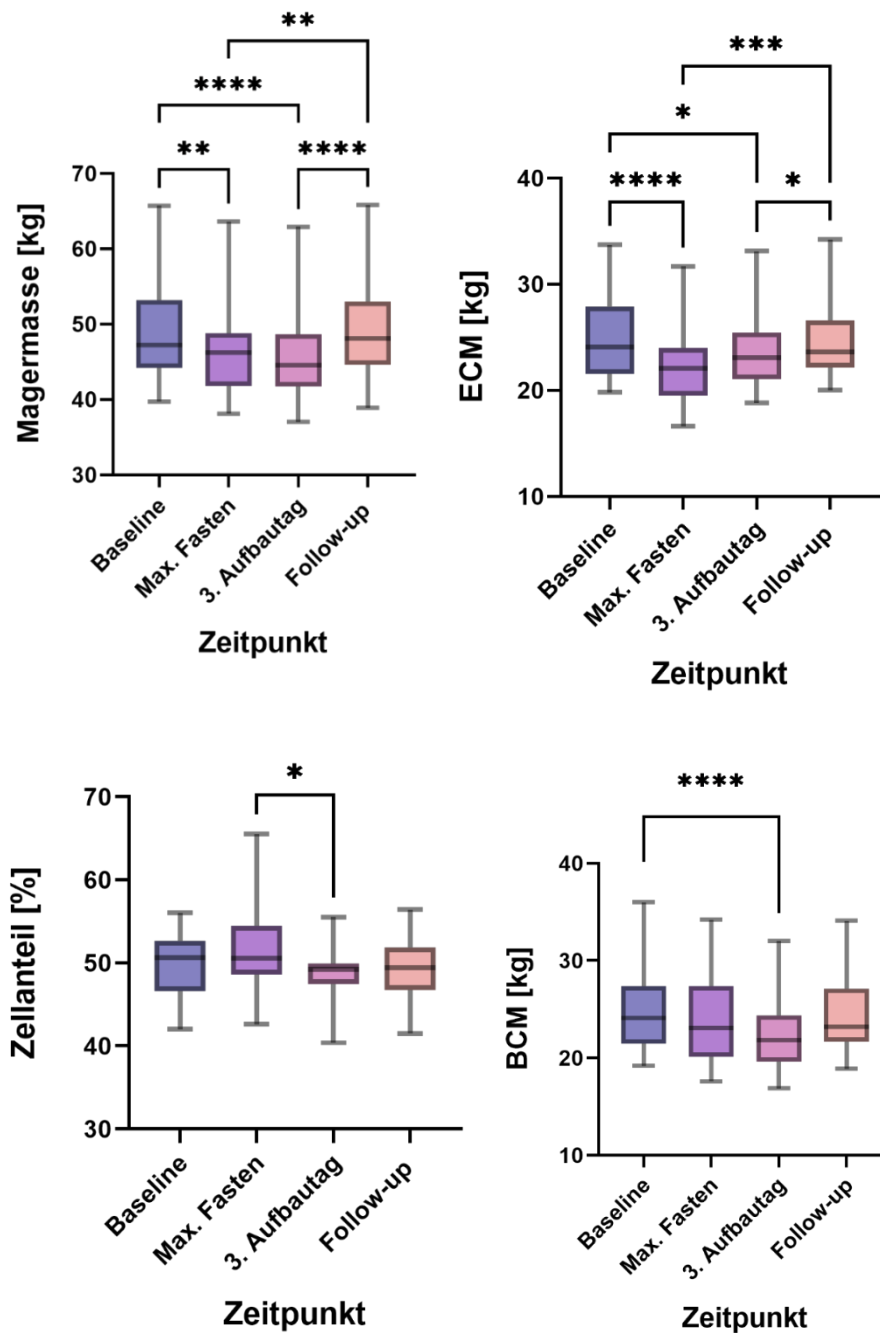 **
****
** ****
Magermasse [kg]
70
60
50
40
30
Baseline
Max. Fasten
3. Aufbautag
Follow-up
Zeitpunkt
***
*
**** *
ECM [kg]
40
30
20
10
Baseline
Max. Fasten
3. Aufbautag
Follow-up
Zeitpunkt
*
Zellanteil [%]
70
60
50
40
30
Baseline
Max. Fasten
3. Aufbautag
Follow-up
Zeitpunkt
****
BCM [kg]
40
30
20
10
Baseline
Max. Fasten
3. Aufbautag
Follow-up
Zeitpunkt